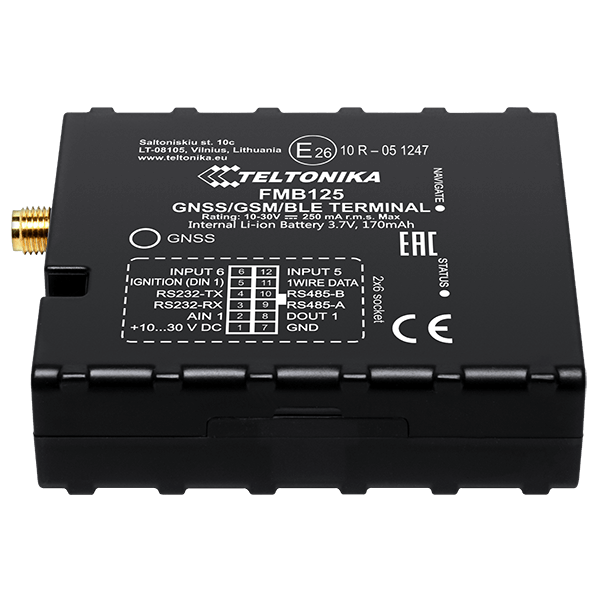 Saltoniskiu st. 10c
LT-08105, Vilnius, Lithuania
www.teltonika.eu
E 26 10 R – 05 1247
TELTONIKA
FMB125
GNSS/GSM/BLE TERMINAL
Rating: 10-30V ⎓ 250 mA r.m.s. Max
Internal Li-ion Battery 3.7V, 170mAh
NAVIGATE
GNSS
EAC
STATUS
INPUT 6 6 12 INPUT 5
IGNITION (DIN 1) 5 11 1WIRE DATA
RS232-TX 4 10 RS485-B
RS232-RX 3 9 RS485-A
AIN 1 2 8 DOUT 1
+10...30 V DC 1 7 GND
2x6 socket
CE